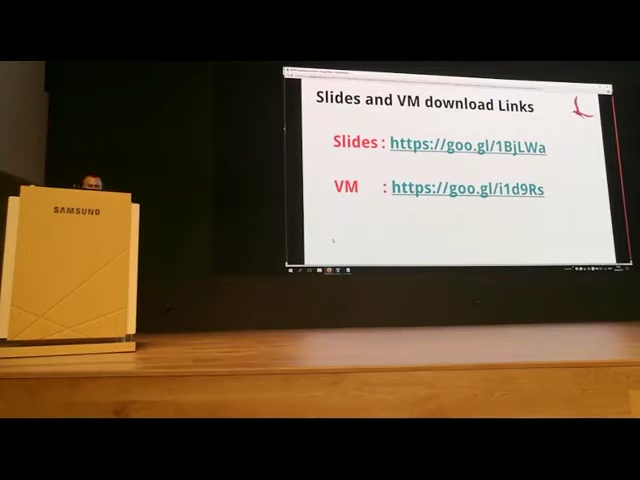 Slides and VM download Links
Slides : https://goo.gl/1BjLWa
VM : https://goo.gl/i1d9Rs
SAMSUNG